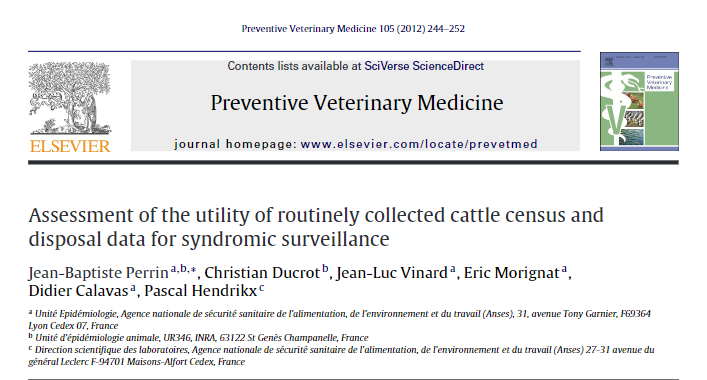 Preventive Veterinary Medicine 105 (2012) 244–252
Contents lists available at SciVerse ScienceDirect
Preventive Veterinary Medicine
journal homepage: www.elsevier.com/locate/prevetmed
ELSEVIER
Preventive
Veterinary
Medicine
Assessment of the utility of routinely collected cattle census and
disposal data for syndromic surveillance
Jean-Baptiste Perrin a,b,∗, Christian Ducrot b, Jean-Luc Vinard a, Eric Morignat a,
Didier Calavas a, Pascal Hendrikx c
a Unité Epidémiologie, Agence nationale de sécurité sanitaire de l'alimentation, de l'environnement et du travail (Anses), 31, avenue Tony Garnier, F69364
Lyon Cedex 07, France
b Unité d'épidémiologie animale, UR346, INRA, 63122 St Genès Champanelle, France
c Direction scientifique des laboratoires, Agence nationale de sécurité sanitaire de l'alimentation, de l'environnement et du travail (Anses) 27-31 avenue du
général Leclerc F-94701 Maisons-Alfort Cedex, France